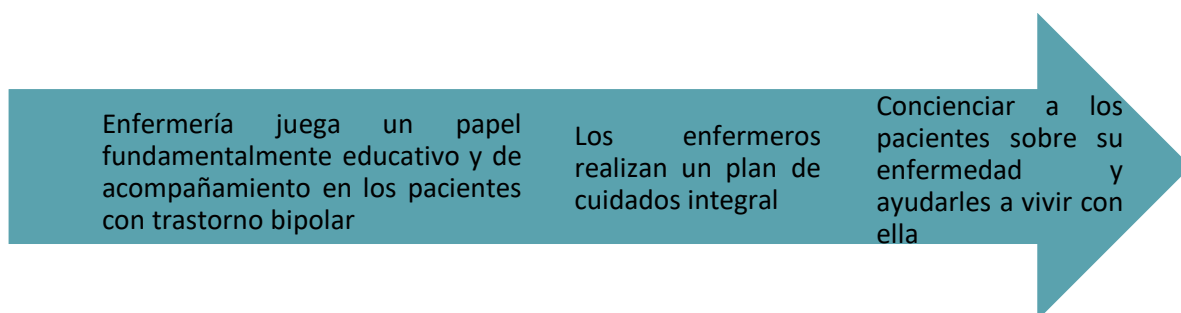 Enfermería juega un papel
fundamentalmente educativo y de
acompañamiento en los pacientes
con trastorno bipolar
Los enfermeros
realizan un plan de
cuidados integral
Concienciar a los
pacientes sobre su
enfermedad y
ayudarles a vivir con
ella